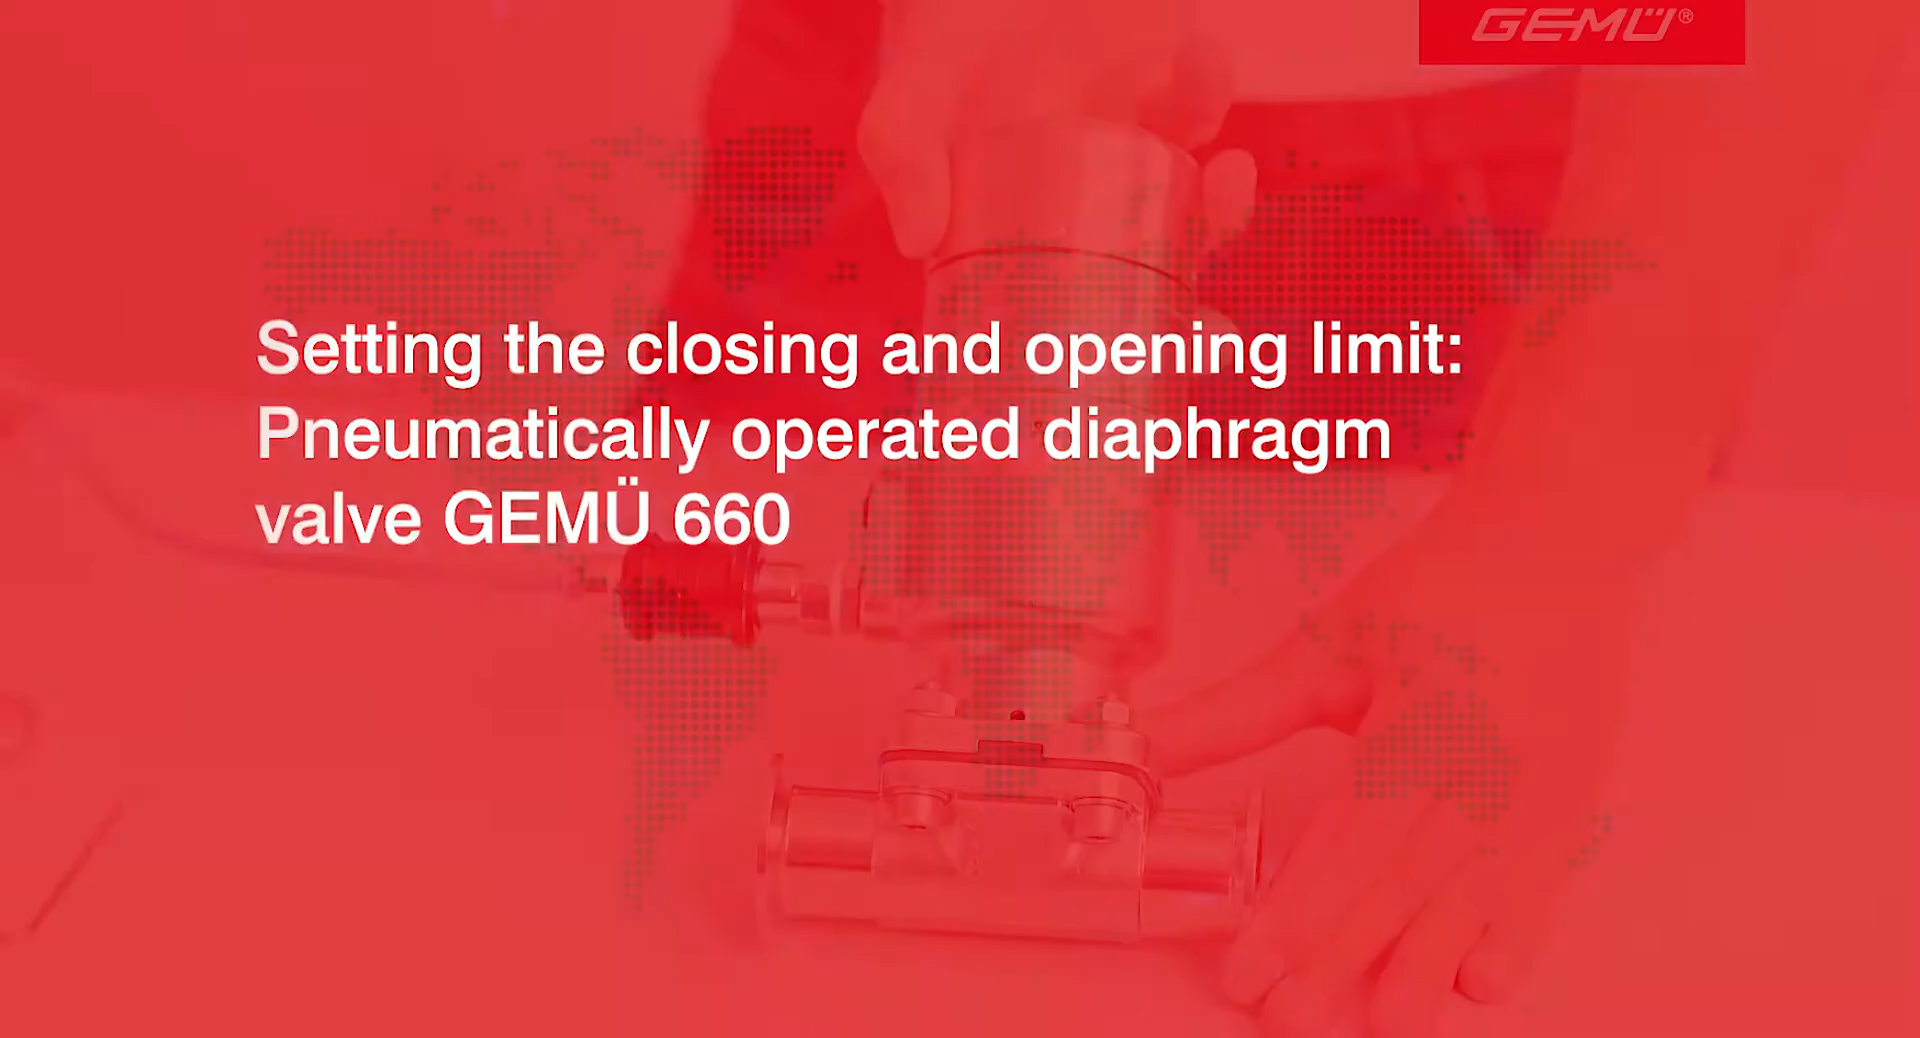 GEMÜ®
Setting the closing and opening limit:
Pneumatically operated diaphragm
valve GEMÜ 660